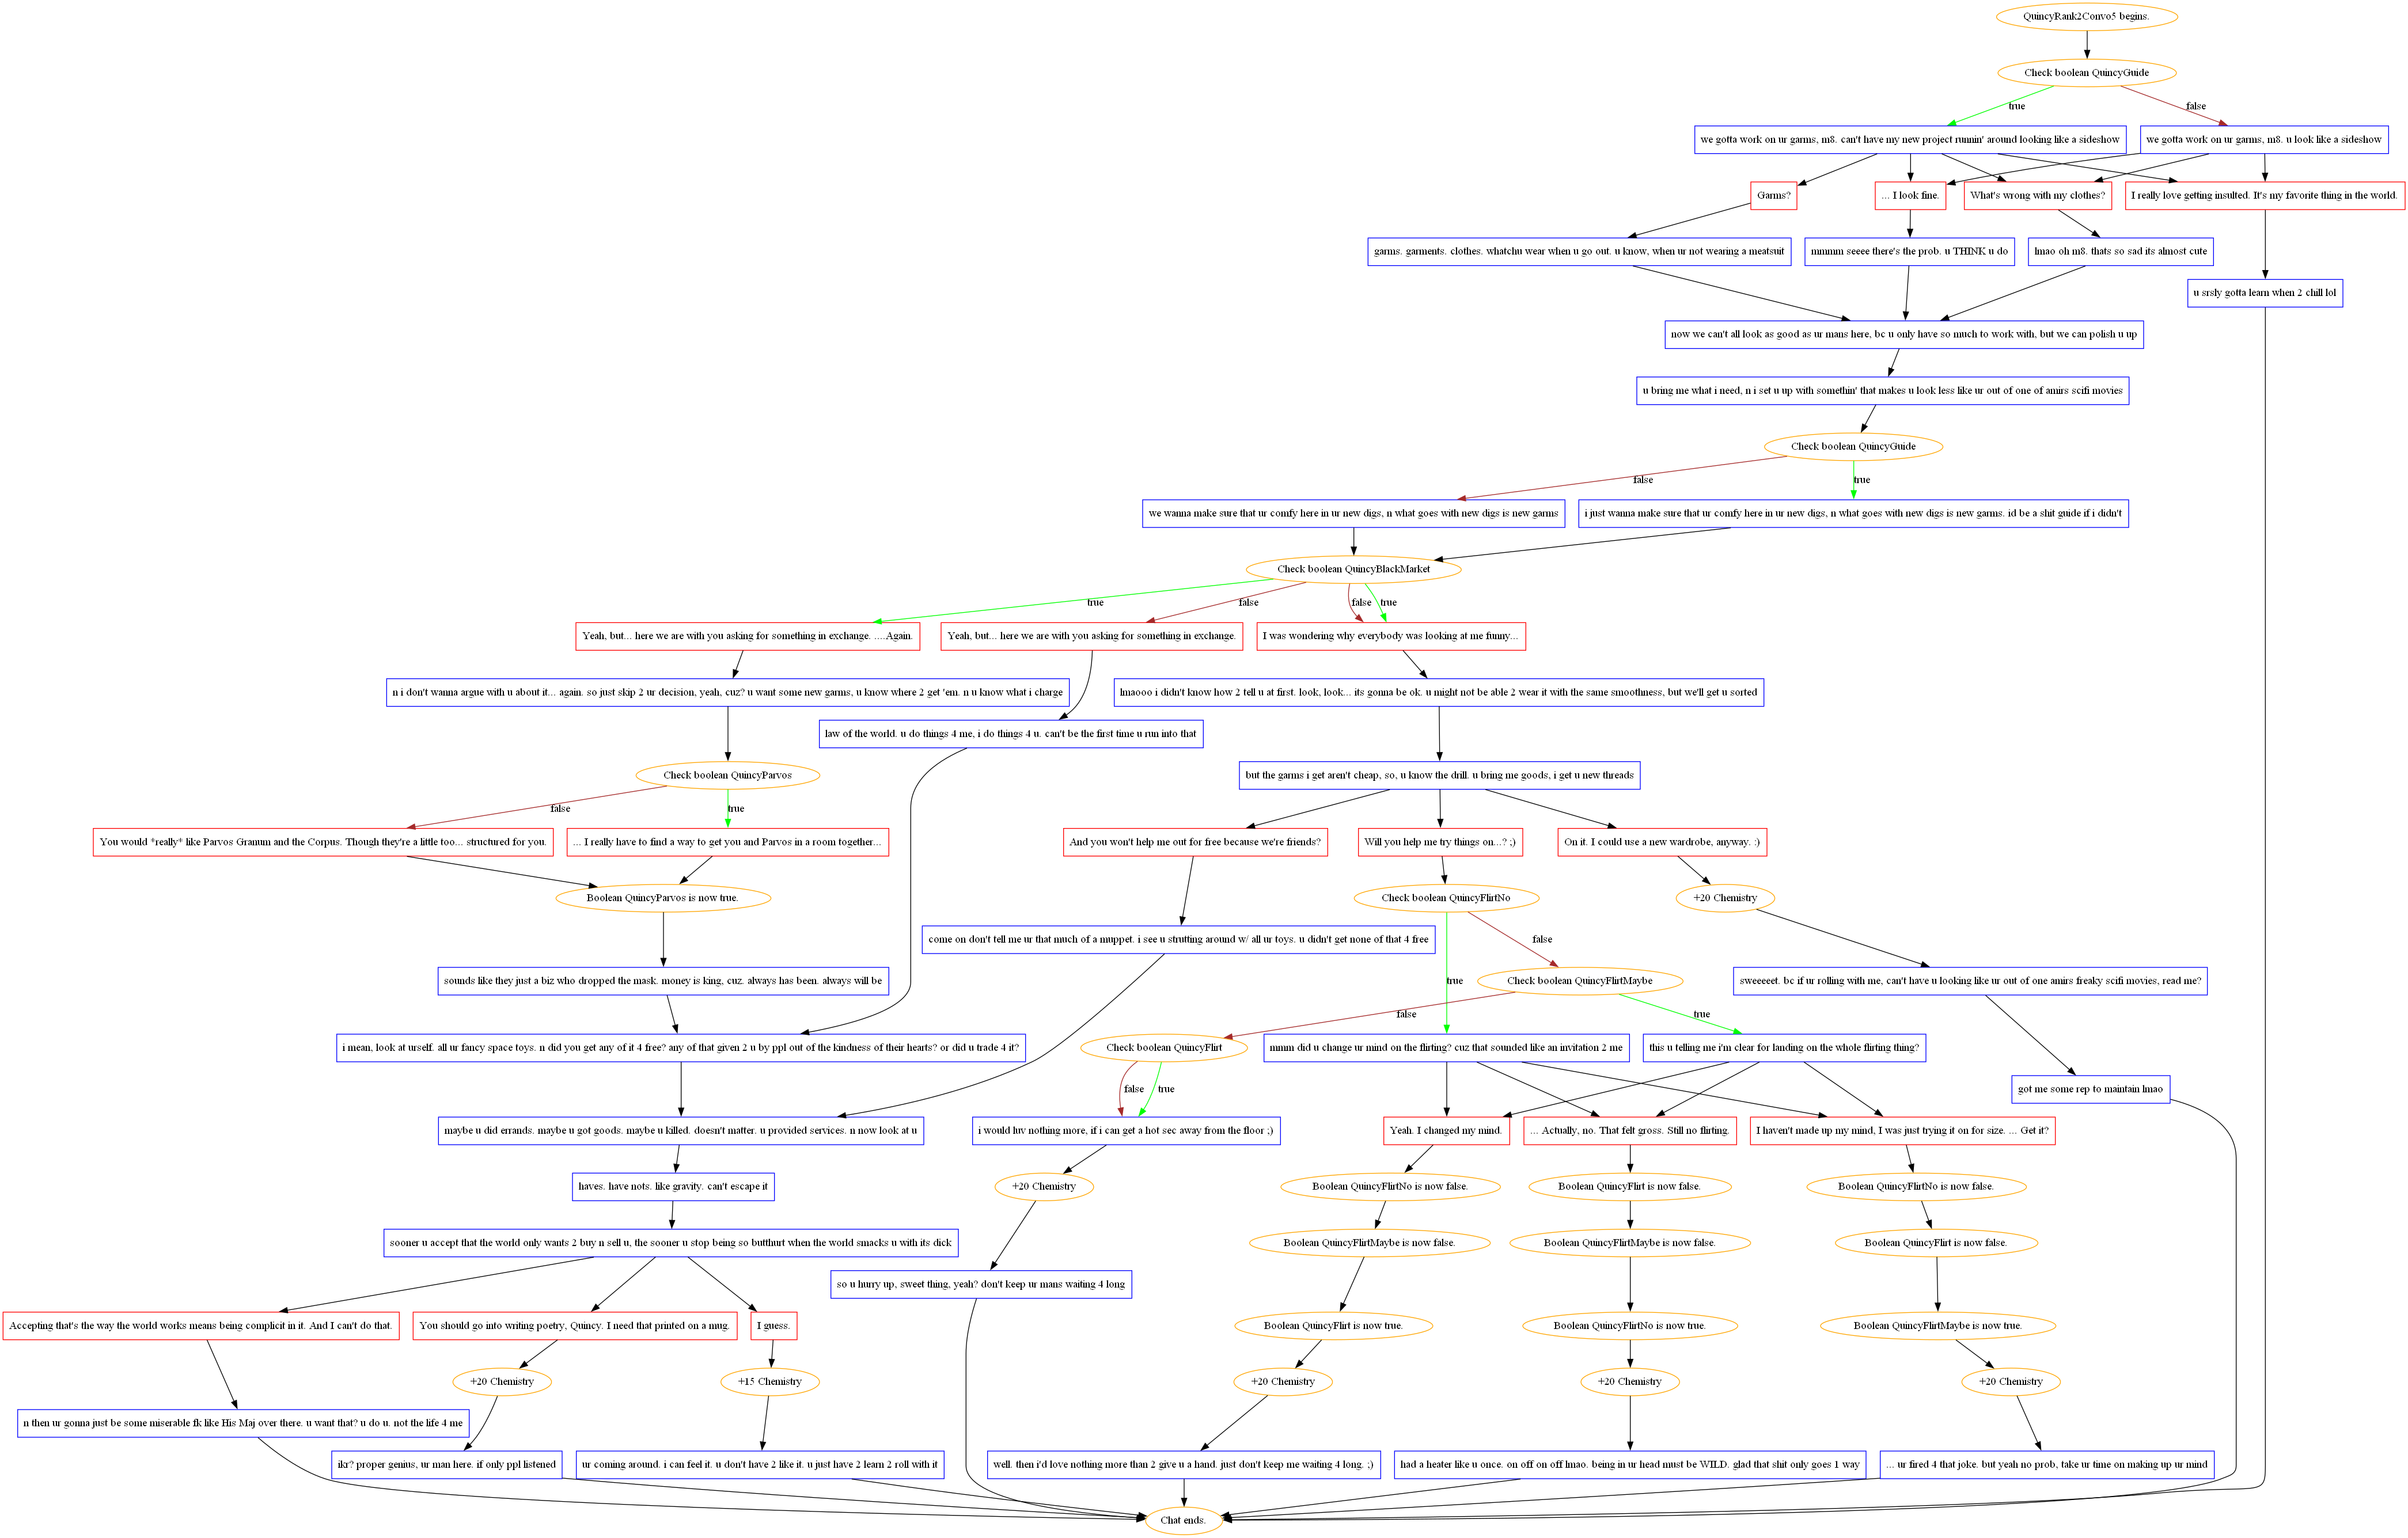 QuincyRank2Convo5 begins.
Check boolean QuincyGuide
true
false
we gotta work on ur garms, m8. can't have my new project runnin' around looking like a sideshow
we gotta work on ur garms, m8. u look like a sideshow
Garms?
... I look fine.
What's wrong with my clothes?
I really love getting insulted. It's my favorite thing in the world.
garms. garments. clothes. whatchu wear when u go out. u know, when ur not wearing a meatsuit
mmmm seeee there's the prob. u THINK u do
lmao oh m8. thats so sad its almost cute
u srsly gotta learn when 2 chill lol
now we can't all look as good as ur mans here, bc u only have so much to work with, but we can polish u up
u bring me what i need, n i set u up with somethin' that makes u look less like ur out of one of amirs scifi movies
Check boolean QuincyGuide
false
true
we wanna make sure that ur comfy here in ur new digs, n what goes with new digs is new garms
i just wanna make sure that ur comfy here in ur new digs, n what goes with new digs is new garms. id be a shit guide if i didn't
Check boolean QuincyBlackMarket
true
false
false
true
Yeah, but... here we are with you asking for something in exchange. ....Again.
Yeah, but... here we are with you asking for something in exchange.
I was wondering why everybody was looking at me funny...
n i don't wanna argue with u about it... again. so just skip 2 ur decision, yeah, cuz? u want some new garms, u know where 2 get 'em. n u know what i charge
lmaooo i didn't know how 2 tell u at first. look, look... its gonna be ok. u might not be able 2 wear it with the same smoothness, but we'll get u sorted
law of the world. u do things 4 me, i do things 4 u. can't be the first time u run into that
Check boolean QuincyParvos
but the garms i get aren't cheap, so, u know the drill. u bring me goods, i get u new threads
false
true
You would *really* like Parvos Granum and the Corpus. Though they're a little too... structured for you.
... I really have to find a way to get you and Parvos in a room together...
And you won't help me out for free because we're friends?
Will you help me try things on...? ;)
On it. I could use a new wardrobe, anyway. :)
Boolean QuincyParvos is now true.
Check boolean QuincyFlirtNo
+20 Chemistry
come on don't tell me ur that much of a muppet. i see u strutting around w/ all ur toys. u didn't get none of that 4 free
false
sounds like they just a biz who dropped the mask. money is king, cuz. always has been. always will be
true
Check boolean QuincyFlirtMaybe
sweeeeet. bc if ur rolling with me, can't have u looking like ur out of one amirs freaky scifi movies, read me?
false
true
i mean, look at urself. all ur fancy space toys. n did you get any of it 4 free? any of that given 2 u by ppl out of the kindness of their hearts? or did u trade 4 it?
Check boolean QuincyFlirt
mmm did u change ur mind on the flirting? cuz that sounded like an invitation 2 me
this u telling me i'm clear for landing on the whole flirting thing?
false
true
got me some rep to maintain lmao
maybe u did errands. maybe u got goods. maybe u killed. doesn't matter. u provided services. n now look at u
i would luv nothing more, if i can get a hot sec away from the floor ;)
Yeah. I changed my mind.
... Actually, no. That felt gross. Still no flirting.
I haven't made up my mind, I was just trying it on for size. ... Get it?
haves. have nots. like gravity. can't escape it
+20 Chemistry
Boolean QuincyFlirtNo is now false.
Boolean QuincyFlirt is now false.
Boolean QuincyFlirtNo is now false.
sooner u accept that the world only wants 2 buy n sell u, the sooner u stop being so butthurt when the world smacks u with its dick
Boolean QuincyFlirtMaybe is now false.
Boolean QuincyFlirtMaybe is now false.
Boolean QuincyFlirt is now false.
so u hurry up, sweet thing, yeah? don't keep ur mans waiting 4 long
Accepting that's the way the world works means being complicit in it. And I can't do that.
You should go into writing poetry, Quincy. I need that printed on a mug.
I guess.
Boolean QuincyFlirt is now true.
Boolean QuincyFlirtNo is now true.
Boolean QuincyFlirtMaybe is now true.
+20 Chemistry
+15 Chemistry
+20 Chemistry
+20 Chemistry
+20 Chemistry
n then ur gonna just be some miserable fk like His Maj over there. u want that? u do u. not the life 4 me
ikr? proper genius, ur man here. if only ppl listened
ur coming around. i can feel it. u don't have 2 like it. u just have 2 learn 2 roll with it
well. then i'd love nothing more than 2 give u a hand. just don't keep me waiting 4 long. ;)
had a heater like u once. on off on off lmao. being in ur head must be WILD. glad that shit only goes 1 way
... ur fired 4 that joke. but yeah no prob, take ur time on making up ur mind
Chat ends.